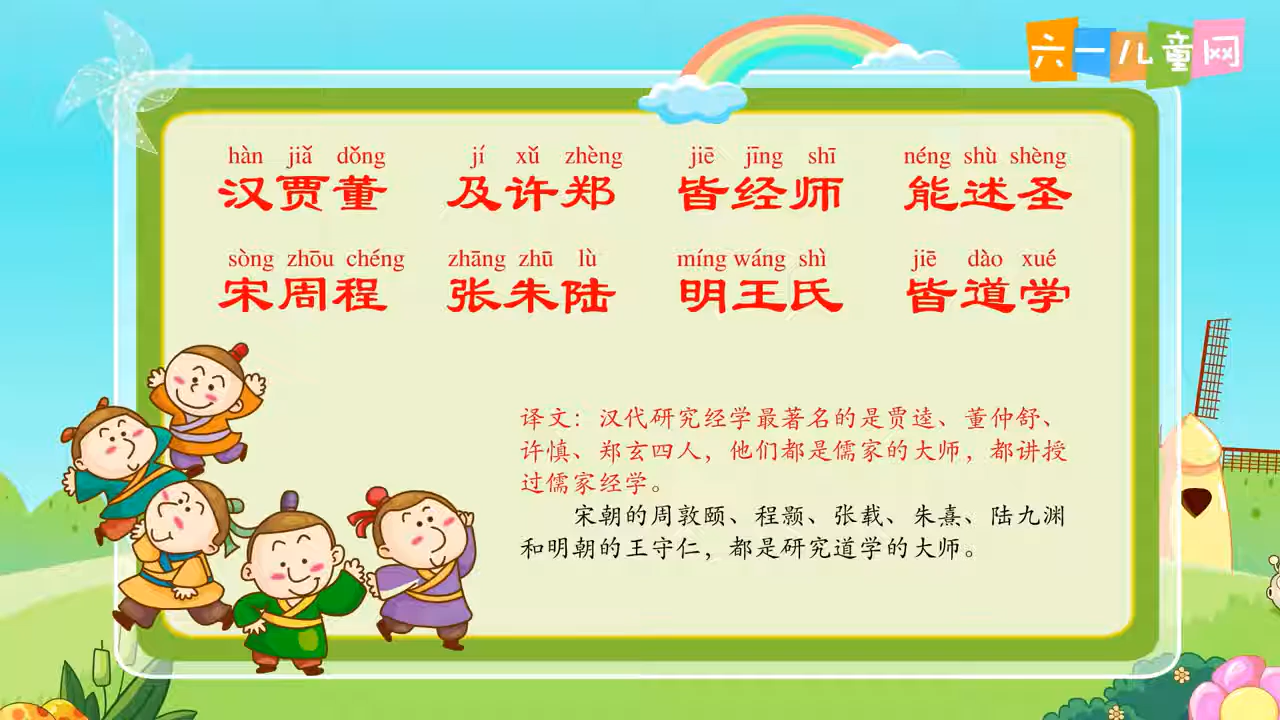 六一儿童网
hàn jiǎ dǒng jí xǔ zhèng jiē jīng shī néng shù shèng
汉贾董 及许郑 皆经师 能述圣
sòng zhōu chéng zhāng zhū lù míng wáng shì jiē dào xué
宋周程 张朱陆 明王氏 皆道学
译文：汉代研究经学最著名的是贾逵、董仲舒、
许慎、郑玄四人，他们都是儒家的大师，都讲授
过儒家经学。
宋朝的周敦颐、程颢、张载、朱熹、陆九渊
和明朝的王守仁，都是研究道学的大师。